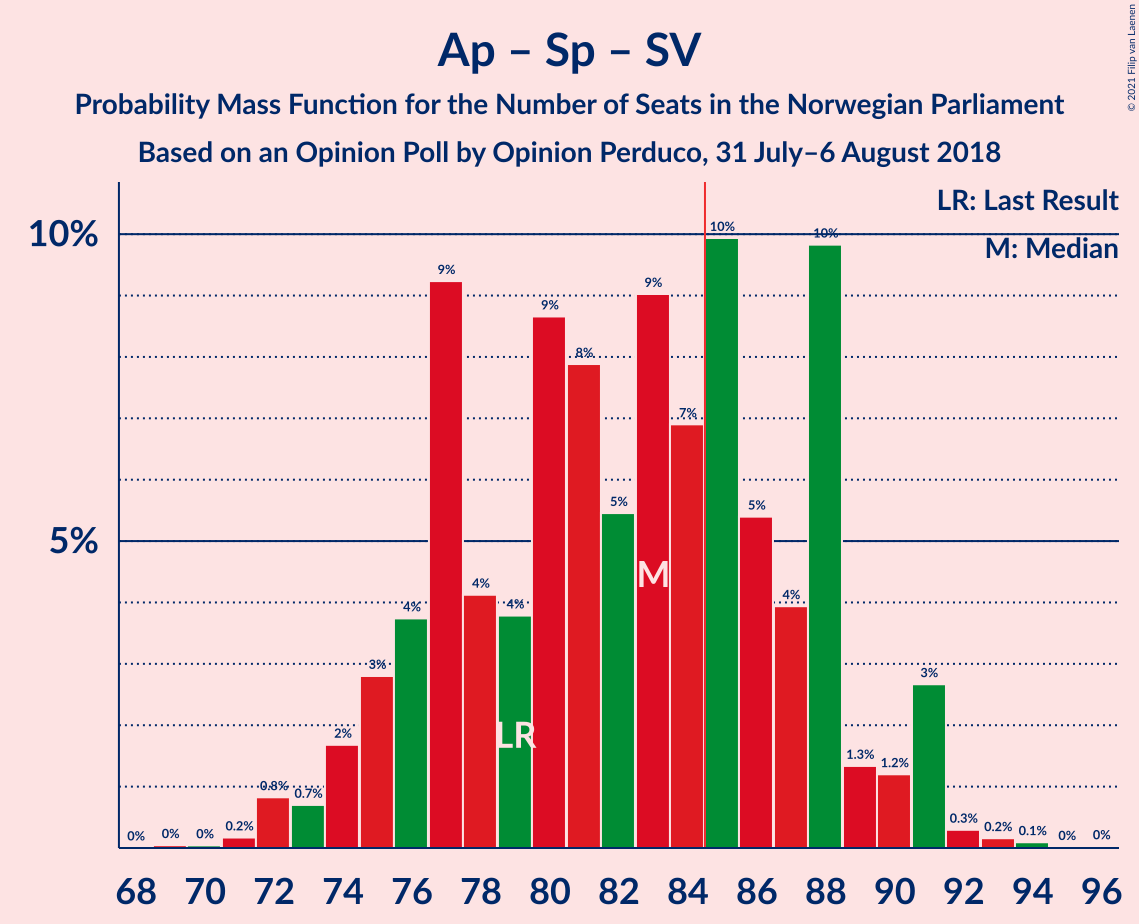 Ap – Sp – SV
Probability Mass Function for the Number of Seats in the Norwegian Parliament
Based on an Opinion Poll by Opinion Perduco, 31 July–6 August 2018
© 2021 Filip van Laenen
LR: Last Result
M: Median
10%
5%
0% 0% 0% 0.2% 0.8% 0.7% 2% 3% 4% 9% 4% 4% 9% 8% 5% 9% 7% 10% 5% 4% 10% 1.3% 1.2% 3% 0.3% 0.2% 0.1% 0% 0%
M
LR
68 70 72 74 76 78 80 82 84 86 88 90 92 94 96